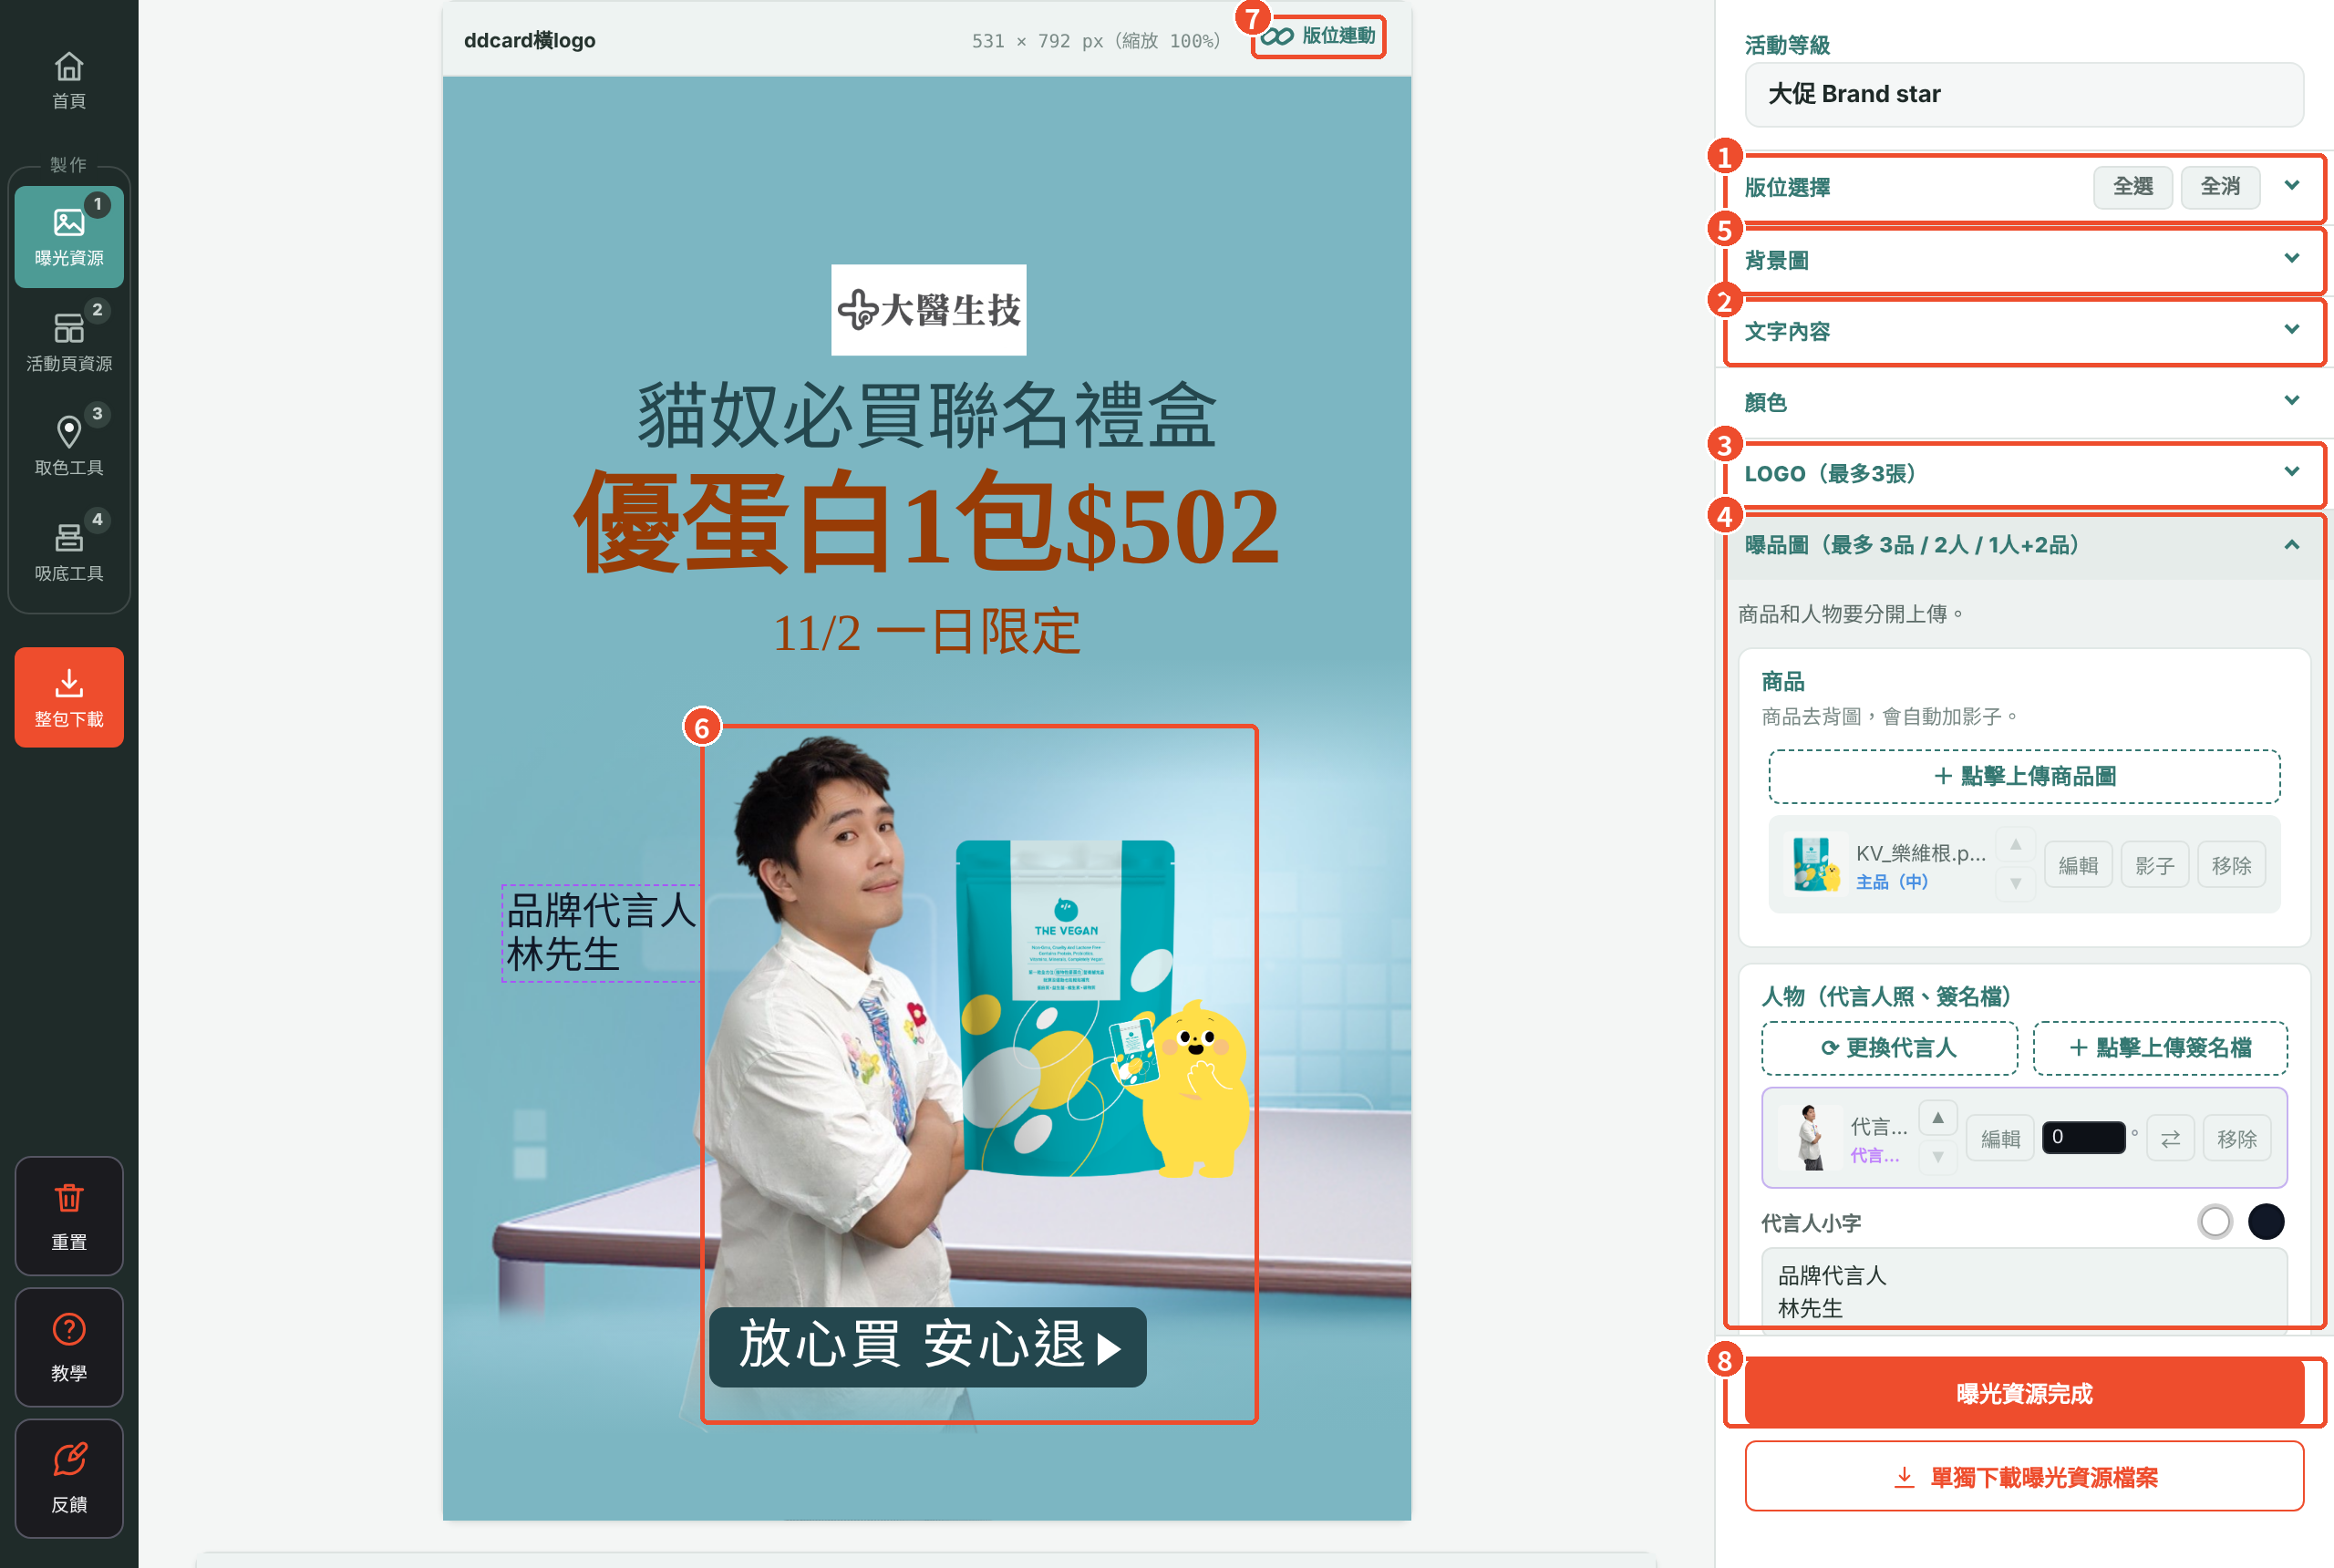 首頁
製作
1
曝光資源
2
活動頁資源
3
取色工具
4
吸底工具
整包下載
重置
教學
反饋
ddcard橫logo
531 × 792 px（縮放 100%）
7
版位連動
大醫生技
貓奴必買聯名禮盒
優蛋白1包$502
11/2 一日限定
6
品牌代言人
林先生
THE VEGAN
放心買 安心退▶
活動等級
大促 Brand star
1
版位選擇
全選
全消
5
背景圖
2
文字內容
顏色
3
LOGO（最多3張）
4
曝品圖（最多 3品 / 2人 / 1人+2品）
商品和人物要分開上傳。
商品
商品去背圖，會自動加影子。
＋ 點擊上傳商品圖
KV_樂維根.p...
主品（中）
▲
▼
編輯
影子
移除
人物（代言人照、簽名檔）
⟳ 更換代言人
＋ 點擊上傳簽名檔
代言...
代言...
▲
▼
編輯
0
°
⇄
移除
代言人小字
品牌代言人
林先生
8
曝光資源完成
單獨下載曝光資源檔案